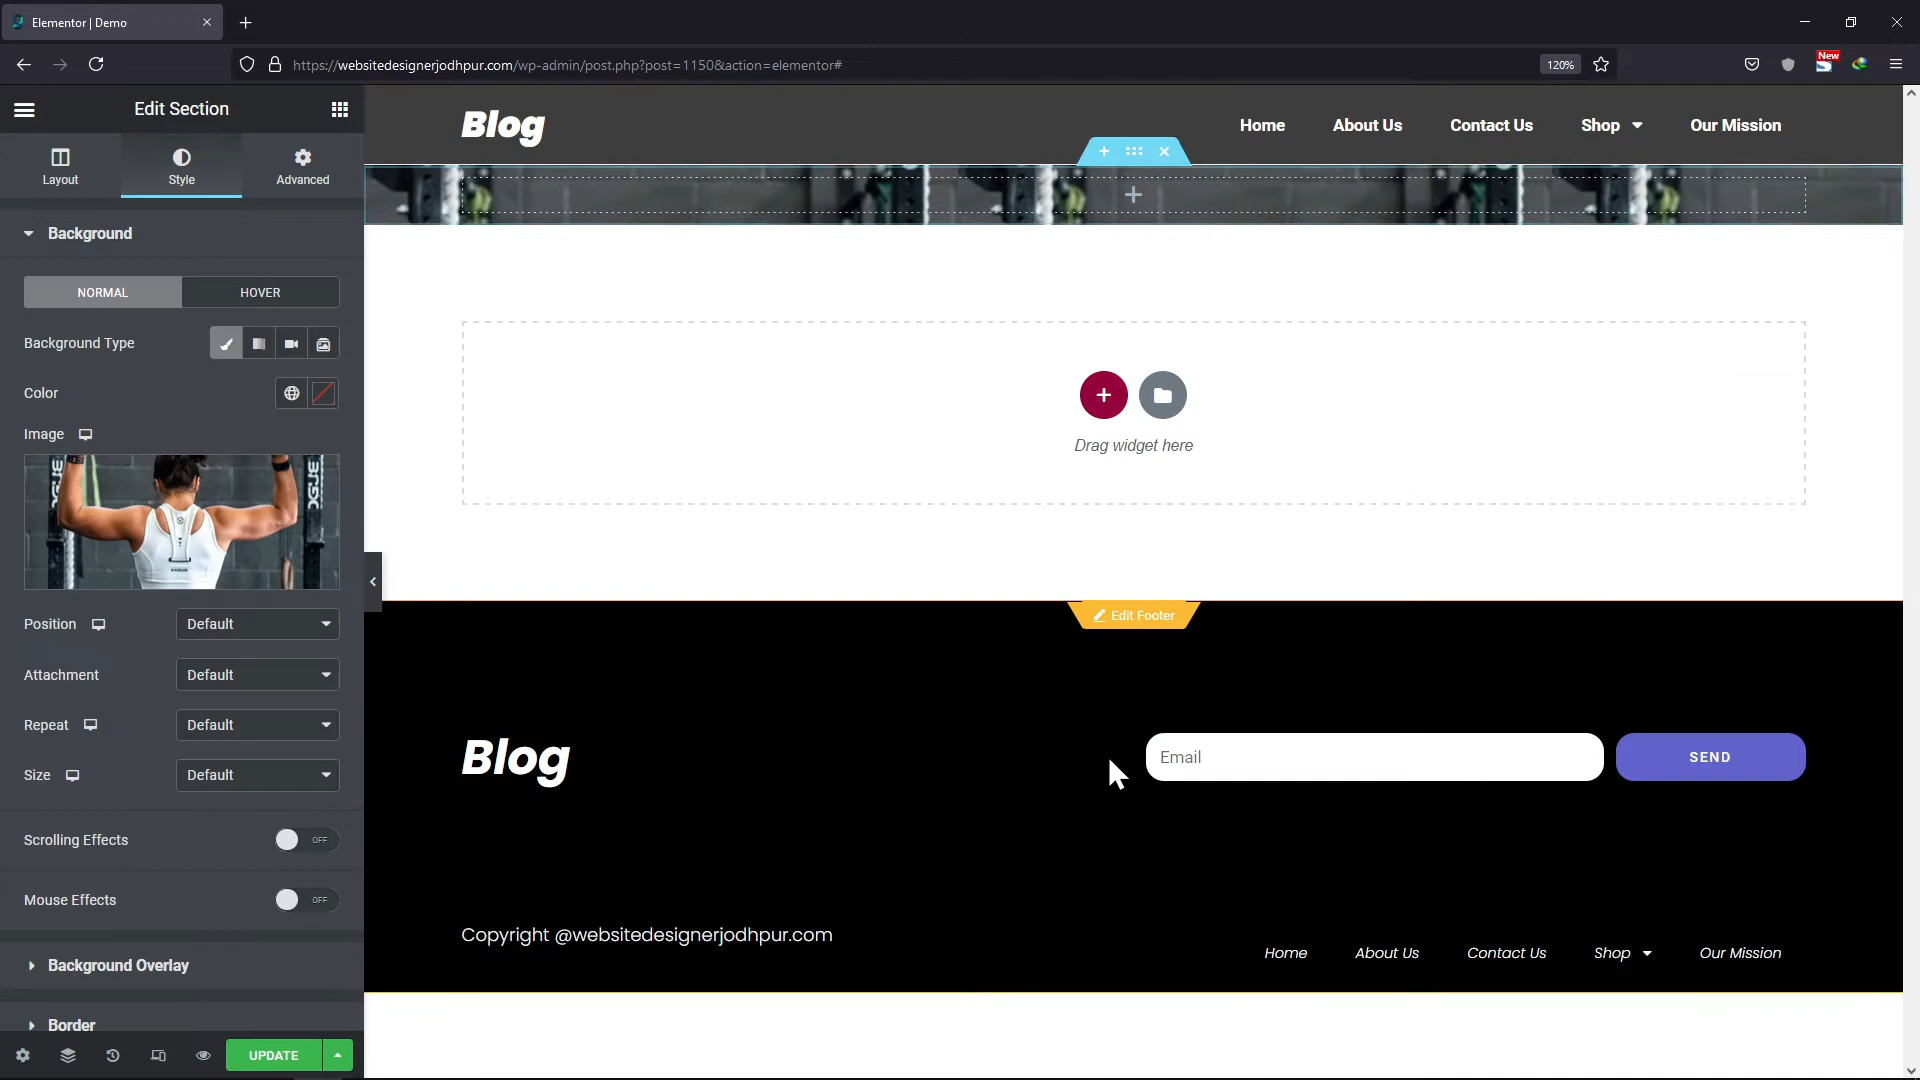 Elementor | Demo
https://websitedesignerjodhpur.com/wp-admin/post.php?post=1150&action=elementor#
120%
New
Edit Section
Layout
Style
Advanced
Background
NORMAL
HOVER
Background Type
Color
Image
Position
Default
Attachment
Default
Repeat
Default
Size
Default
Scrolling Effects
OFF
Mouse Effects
OFF
Background Overlay
Border
UPDATE
Blog
Home
About Us
Contact Us
Shop
Our Mission
Drag widget here
Edit Footer
Blog
Email
SEND
Copyright @websitedesignerjodhpur.com
Home
About Us
Contact Us
Shop
Our Mission